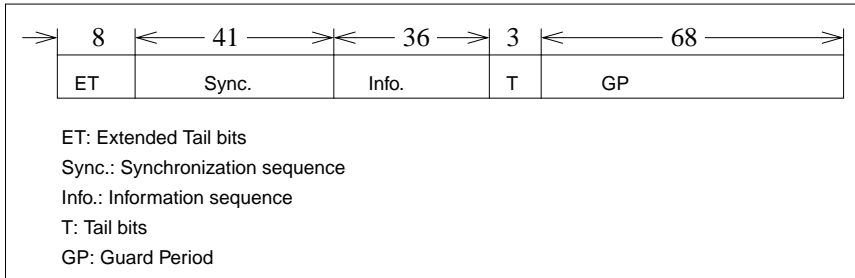 8 41 36 3 68
ET Sync. Info. T GP
ET: Extended Tail bits
Sync.: Synchronization sequence
Info.: Information sequence
T: Tail bits
GP: Guard Period